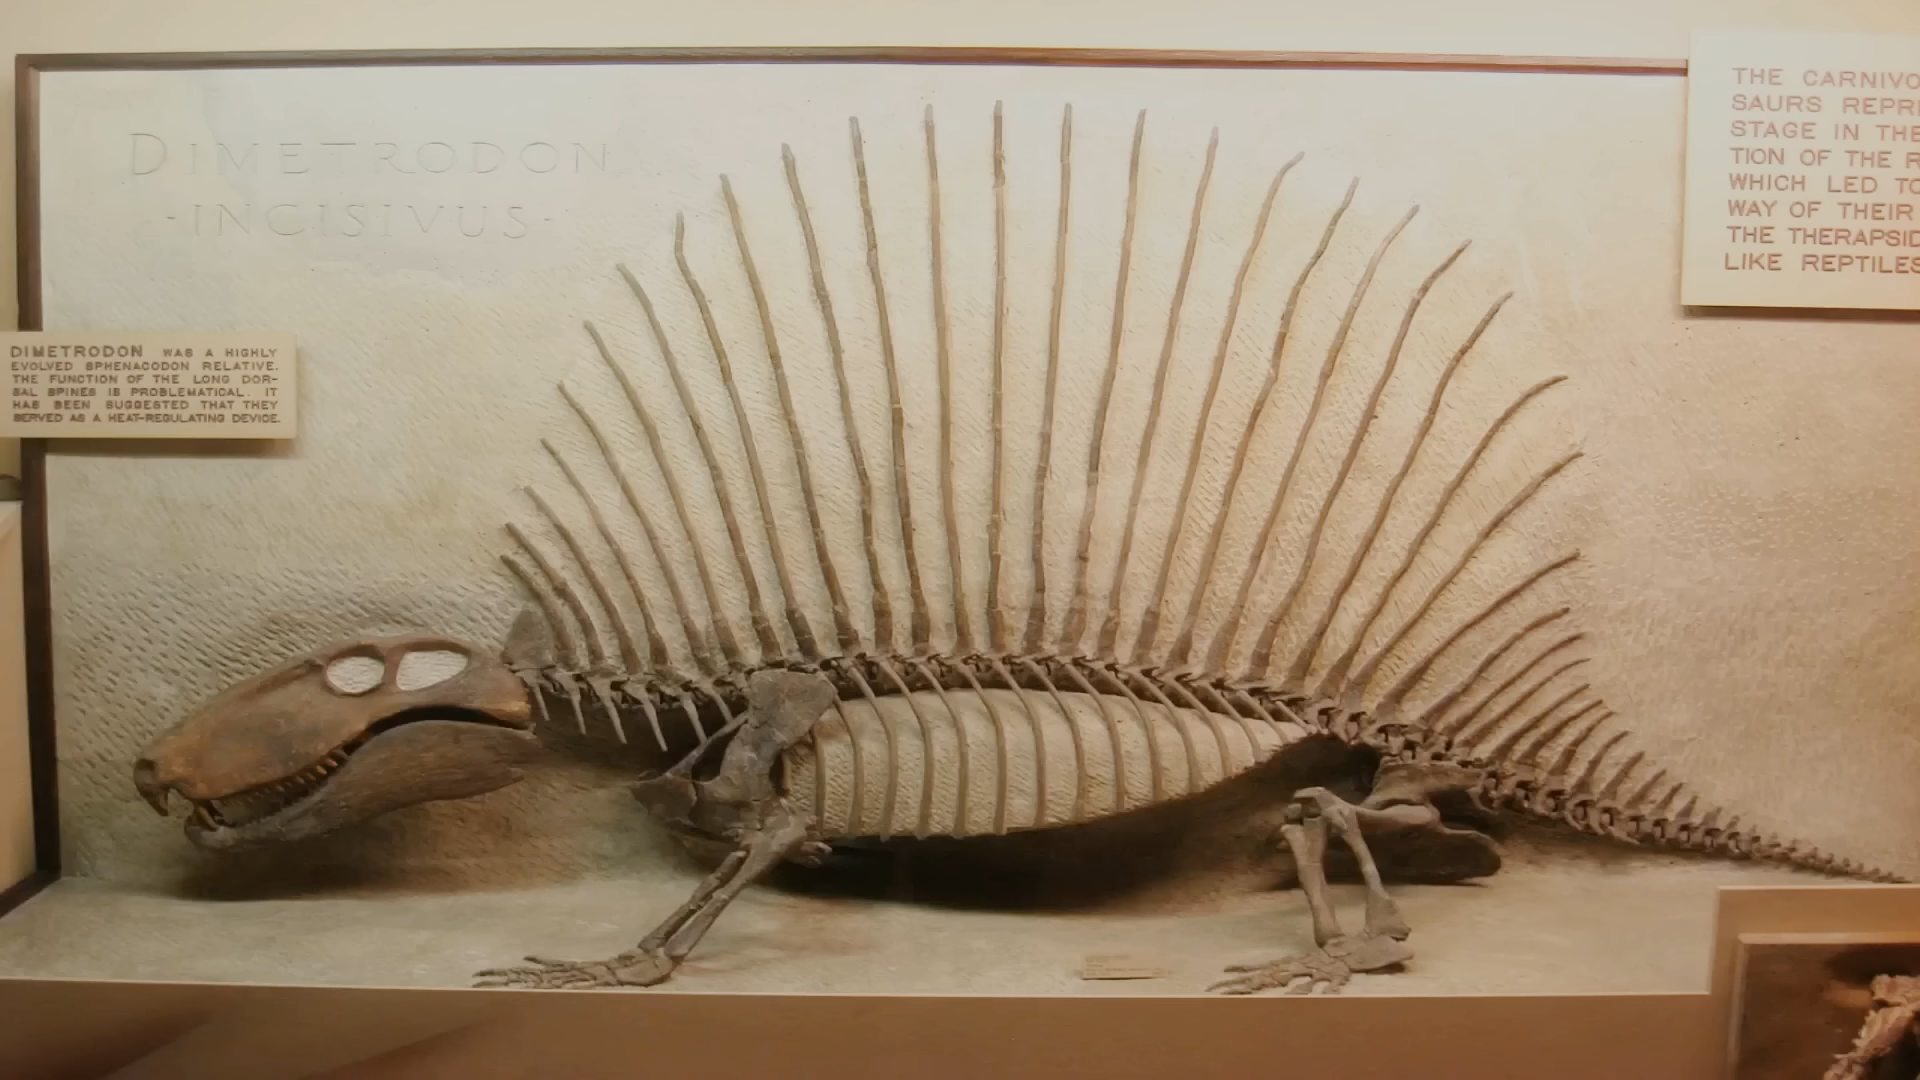 DIMETRODON
-INCISIVUS-
DIMETRODON WAS A HIGHLY
EVOLVED SPHENACODON RELATIVE.
THE FUNCTION OF THE LONG DOR-
SAL SPINES IS PROBLEMATICAL. IT
HAS BEEN SUGGESTED THAT THEY
SERVED AS A HEAT-REGULATING DEVICE.
THE CARNIVO
SAURS REPR
STAGE IN THE
TION OF THE R
WHICH LED TO
WAY OF THEIR
THE THERAPSID
LIKE REPTILES